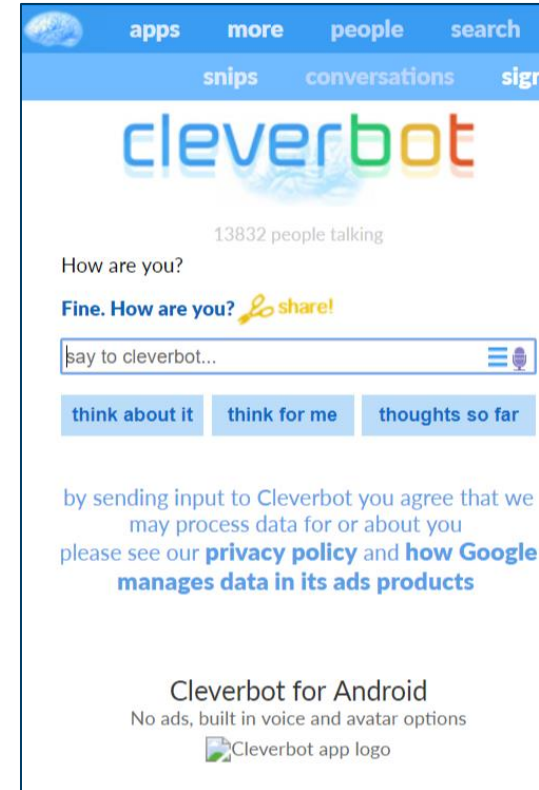 apps more people search
snips conversations sign
cleverbot
13832 people talking
How are you?
Fine. How are you? share!
say to cleverbot...
think about it think for me thoughts so far
by sending input to Cleverbot you agree that we
may process data for or about you
please see our privacy policy and how Google
manages data in its ads products
Cleverbot for Android
No ads, built in voice and avatar options
Cleverbot app logo